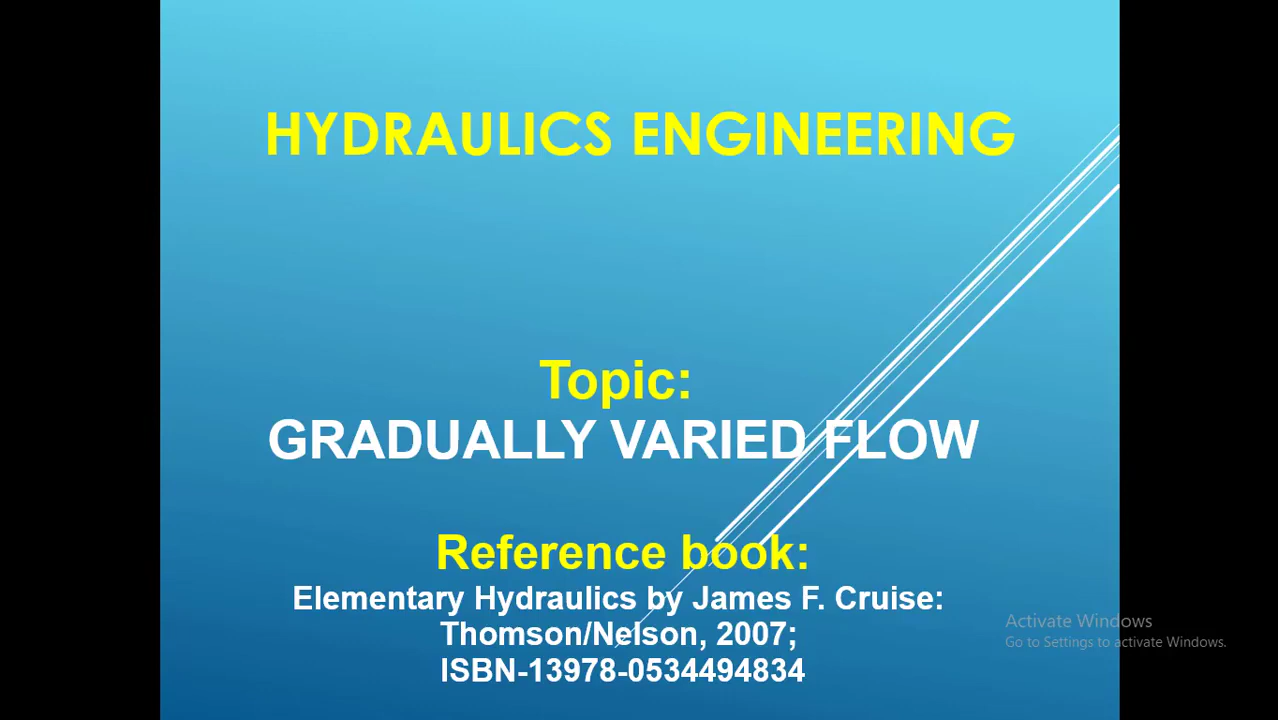 HYDRAULICS ENGINEERING
Topic:
GRADUALLY VARIED FLOW
Reference book:
Elementary Hydraulics by James F. Cruise:
Thomson/Nelson, 2007;
ISBN-13978-0534494834
Activate Windows
Go to Settings to activate Windows.